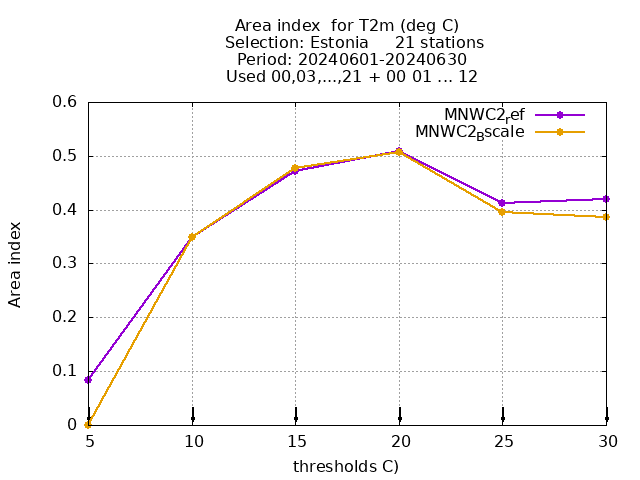 Area index  for T2m (deg C)
Selection: Estonia     21 stations
Period: 20240601-20240630
Used 00,03,...,21 + 00 01 ... 12
MNWC2ref
MNWC2Bscale
0.6
0.5
0.4
0.3
0.2
0.1
0
Area index
5 10 15 20 25 30
thresholds C)